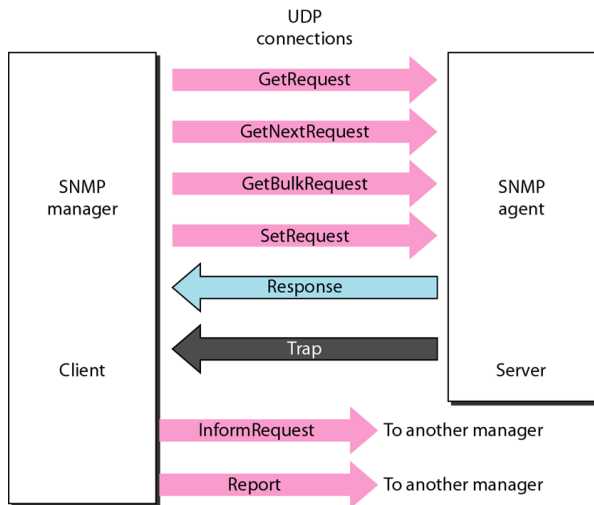 UDP
connections
GetRequest
GetNextRequest
GetBulkRequest
SetRequest
Response
Trap
SNMP
manager
Client
SNMP
agent
Server
InformRequest
To another manager
Report
To another manager